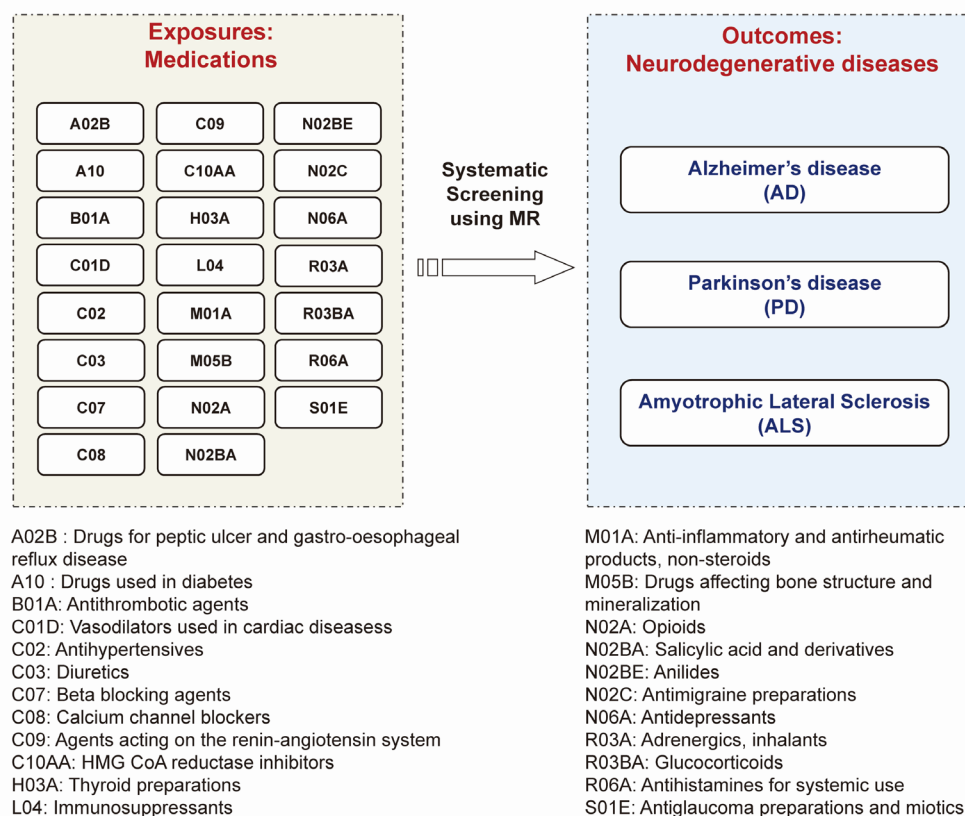 Exposures:
Medications
A02B
C09
N02BE
A10
C10AA
N02C
B01A
H03A
N06A
C01D
L04
R03A
C02
M01A
R03BA
C03
M05B
R06A
C07
N02A
S01E
C08
N02BA
Systematic
Screening
using MR
Outcomes:
Neurodegenerative diseases
Alzheimer's disease
(AD)
Parkinson's disease
(PD)
Amyotrophic Lateral Sclerosis
(ALS)
A02B : Drugs for peptic ulcer and gastro-oesophageal
reflux disease
A10 : Drugs used in diabetes
B01A: Antithrombotic agents
C01D: Vasodilators used in cardiac diseasess
C02: Antihypertensives
C03: Diuretics
C07: Beta blocking agents
C08: Calcium channel blockers
C09: Agents acting on the renin-angiotensin system
C10AA: HMG CoA reductase inhibitors
H03A: Thyroid preparations
L04: Immunosuppressants
M01A: Anti-inflammatory and antirheumatic
products, non-steroids
M05B: Drugs affecting bone structure and
mineralization
N02A: Opioids
N02BA: Salicylic acid and derivatives
N02BE: Anilides
N02C: Antimigraine preparations
N06A: Antidepressants
R03A: Adrenergics, inhalants
R03BA: Glucocorticoids
R06A: Antihistamines for systemic use
S01E: Antiglaucoma preparations and miotics